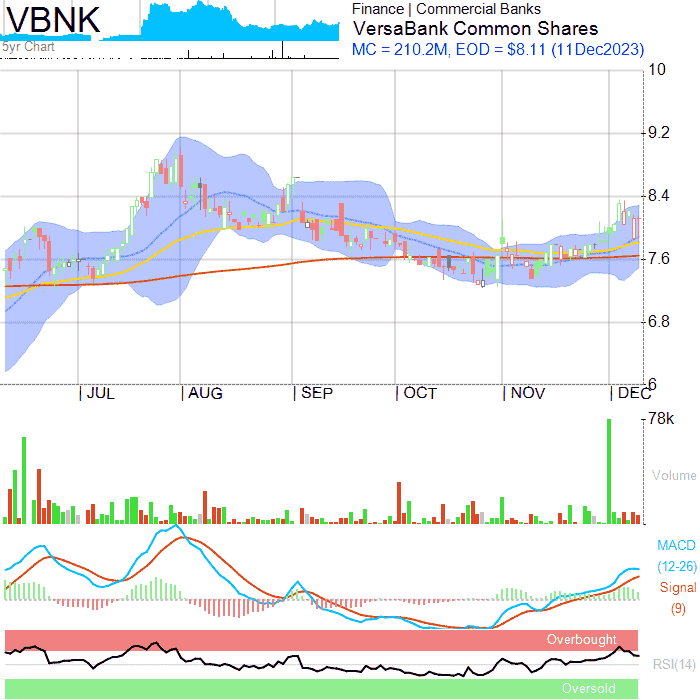 VBNK
5yr Chart
Finance | Commercial Banks
VersaBank Common Shares
MC = 210.2M, EOD = $8.11 (11Dec2023)
10
9.2
8.4
7.6
6.8
6
JUL AUG SEP OCT NOV DEC
78k
Volume
MACD
(12-26)
Signal
(9)
Overbought
RSI(14)
Oversold